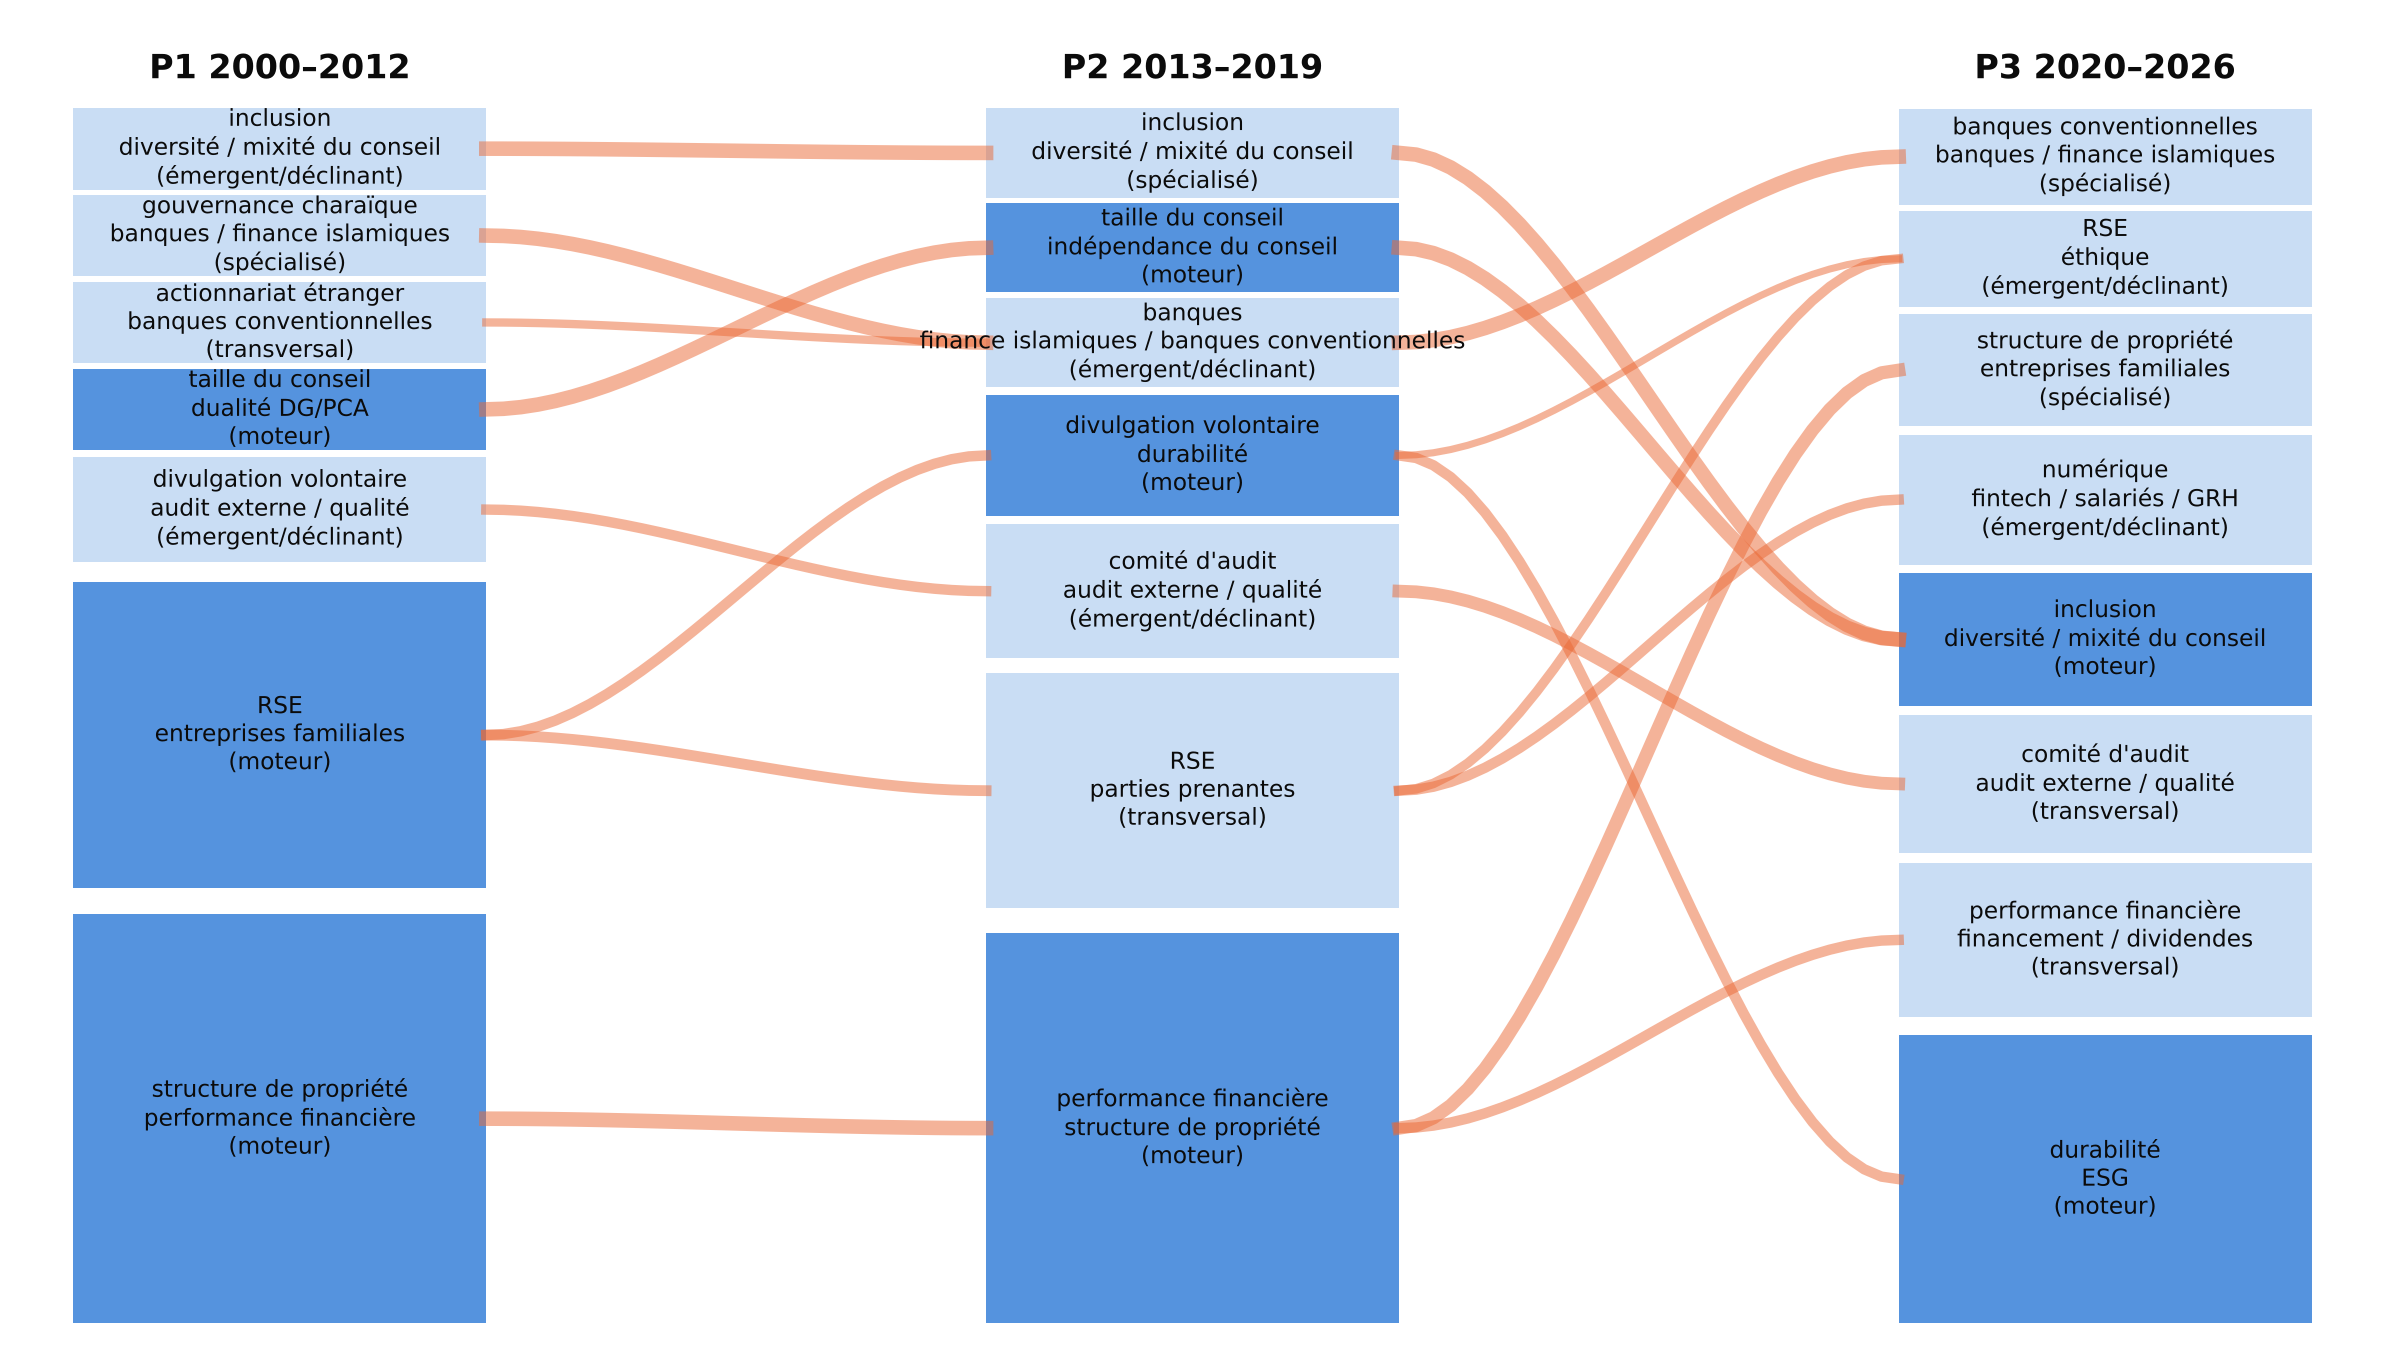 P1 2000–2012
inclusion
diversité / mixité du conseil
(émergent/déclinant)
gouvernance charaïque
banques / finance islamiques
(spécialisé)
actionnariat étranger
banques conventionnelles
(transversal)
taille du conseil
dualité DG/PCA
(moteur)
divulgation volontaire
audit externe / qualité
(émergent/déclinant)
RSE
entreprises familiales
(moteur)
structure de propriété
performance financière
(moteur)
P2 2013–2019
inclusion
diversité / mixité du conseil
(spécialisé)
taille du conseil
indépendance du conseil
(moteur)
banques
finance islamiques / banques conventionnelles
(émergent/déclinant)
divulgation volontaire
durabilité
(moteur)
comité d'audit
audit externe / qualité
(émergent/déclinant)
RSE
parties prenantes
(transversal)
performance financière
structure de propriété
(moteur)
P3 2020–2026
banques conventionnelles
banques / finance islamiques
(spécialisé)
RSE
éthique
(émergent/déclinant)
structure de propriété
entreprises familiales
(spécialisé)
numérique
fintech / salariés / GRH
(émergent/déclinant)
inclusion
diversité / mixité du conseil
(moteur)
comité d'audit
audit externe / qualité
(transversal)
performance financière
financement / dividendes
(transversal)
durabilité
ESG
(moteur)